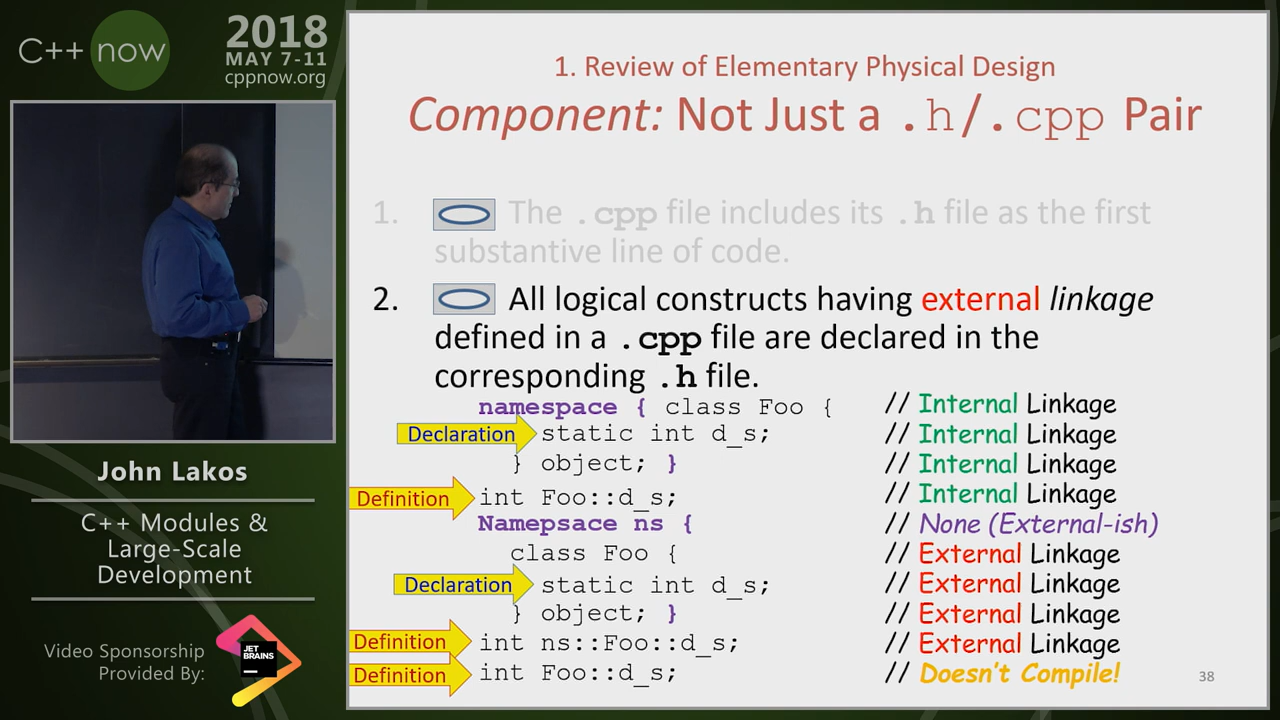 C++ now
2018
MAY 7-11
cppnow.org
John Lakos
C++ Modules &
Large-Scale
Development
Video Sponsorship
Provided By:
JET
BRAINS
1. Review of Elementary Physical Design
Component: Not Just a .h/.cpp Pair
1. The .cpp file includes its .h file as the first
substantive line of code.
2. All logical constructs having external linkage
defined in a .cpp file are declared in the
corresponding .h file.
namespace { class Foo { // Internal Linkage
Declaration static int d_s; // Internal Linkage
} object; } // Internal Linkage
Definition int Foo::d_s; // Internal Linkage
Namepsace ns { // None (External-ish)
class Foo { // External Linkage
Declaration static int d_s; // External Linkage
} object; } // External Linkage
Definition int ns::Foo::d_s; // External Linkage
Definition int Foo::d_s; // Doesn't Compile!
38